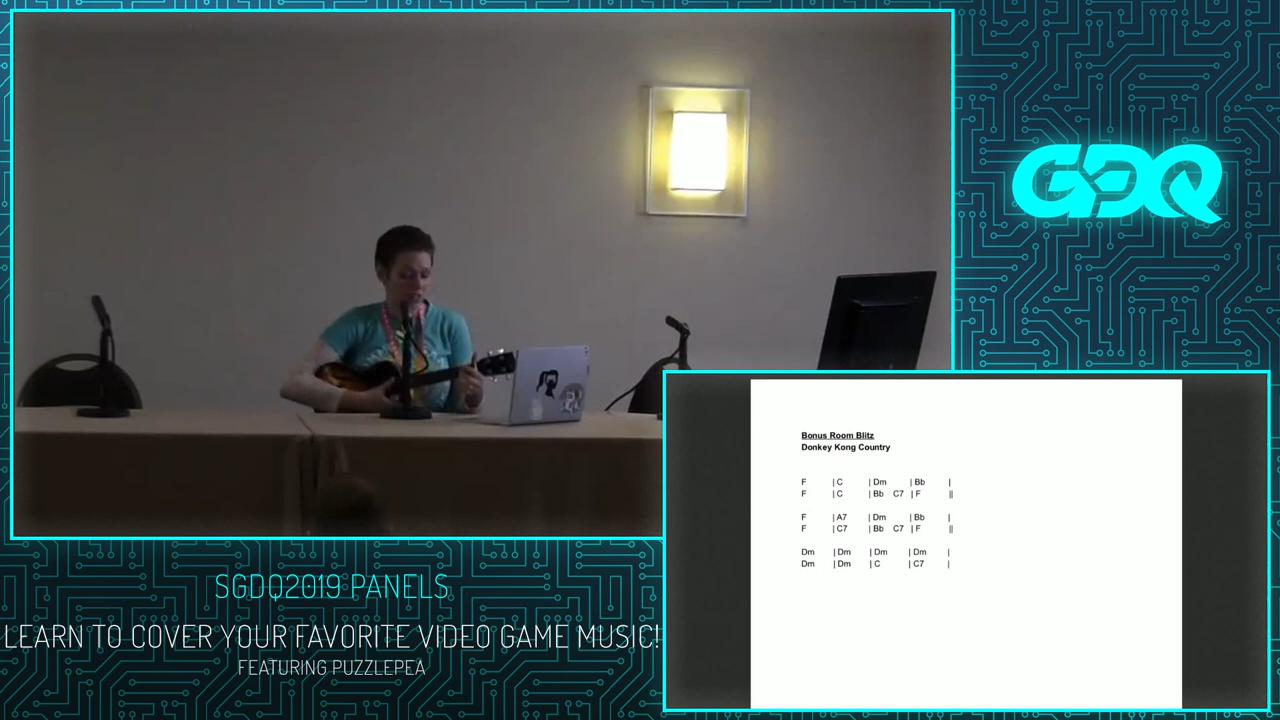 GDQ
Bonus Room Blitz
Donkey Kong Country
F | C | Dm | Bb |
F | C | Bb C7 | F ||
F | A7 | Dm | Bb |
F | C7 | Bb C7 | F ||
Dm | Dm | Dm | Dm |
Dm | Dm | C | C7 |
SGDQ2019 PANELS
LEARN TO COVER YOUR FAVORITE VIDEO GAME MUSIC!
FEATURING PUZZLEPEA